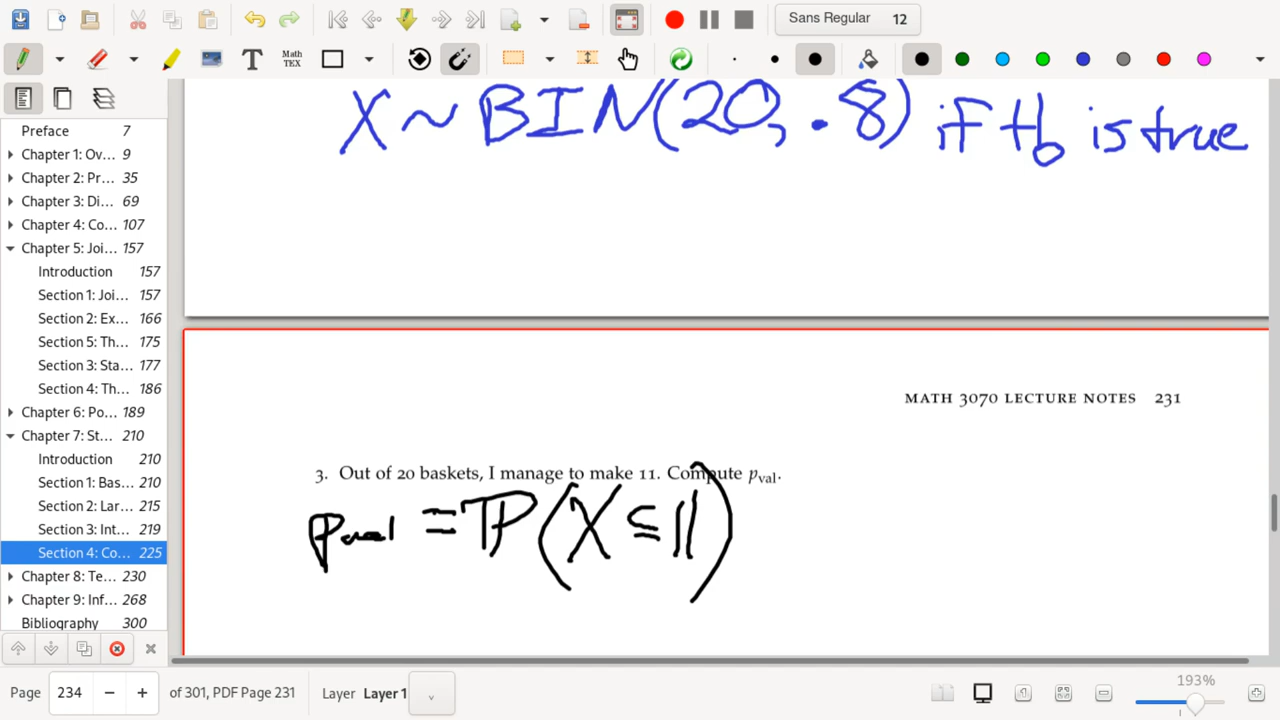 Sans Regular 12
T Math TEX
Preface 7
Chapter 1: Ov... 9
Chapter 2: Pr... 35
Chapter 3: Di... 69
Chapter 4: Co... 107
Chapter 5: Joi... 157
Introduction 157
Section 1: Joi... 157
Section 2: Ex... 166
Section 5: Th... 175
Section 3: Sta... 177
Section 4: Th... 186
Chapter 6: Po... 189
Chapter 7: St... 210
Introduction 210
Section 1: Bas... 210
Section 2: Lar... 215
Section 3: Int... 219
Section 4: Co... 225
Chapter 8: Te... 230
Chapter 9: Inf... 268
Bibliography 300
X ~ BIN(20, .8) if H₀ is true
MATH 3070 LECTURE NOTES 231
3. Out of 20 baskets, I manage to make 11. Compute p_val.
p_val = ℙ(X ≤ 11)
Page 234 of 301, PDF Page 231 Layer Layer 1 193%